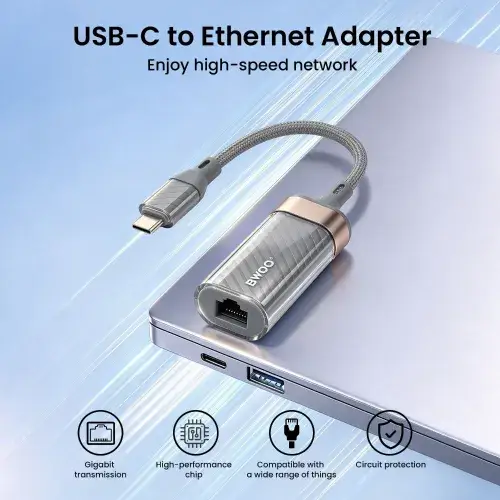 USB-C to Ethernet Adapter
Enjoy high-speed network
BWOO
Gigabit
transmission
High-performance
chip
Compatible with
a wide range of things
Circuit protection